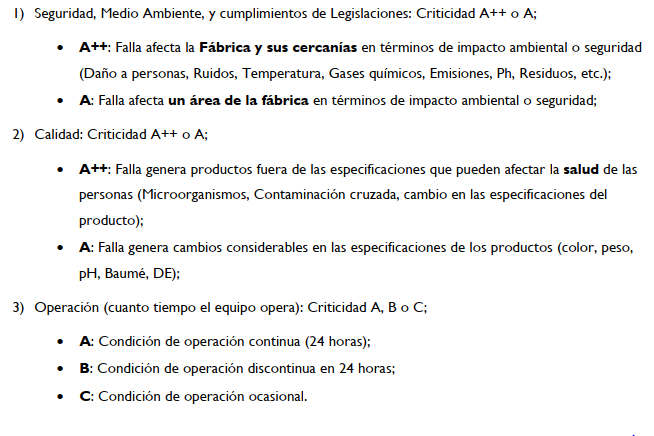 1) Seguridad, Medio Ambiente, y cumplimientos de Legislaciones: Criticidad A++ o A;
• A++: Falla afecta la Fábrica y sus cercanías en términos de impacto ambiental o seguridad
(Daño a personas, Ruidos, Temperatura, Gases químicos, Emisiones, Ph, Residuos, etc.);
• A: Falla afecta un área de la fábrica en términos de impacto ambiental o seguridad;
2) Calidad: Criticidad A++ o A;
• A++: Falla genera productos fuera de las especificaciones que pueden afectar la salud de las
personas (Microorganismos, Contaminación cruzada, cambio en las especificaciones del
producto);
• A: Falla genera cambios considerables en las especificaciones de los productos (color, peso,
pH, Baumé, DE);
3) Operación (cuanto tiempo el equipo opera): Criticidad A, B o C;
• A: Condición de operación continua (24 horas);
• B: Condición de operación discontinua en 24 horas;
• C: Condición de operación ocasional.